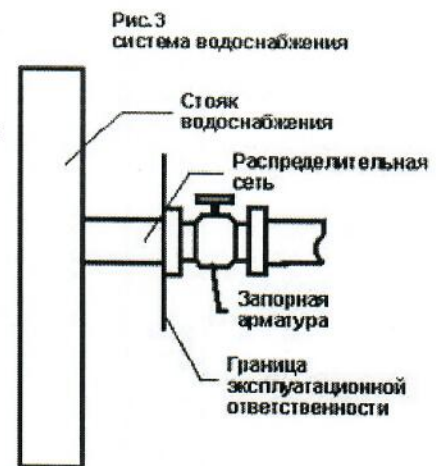 Рис.3
система водоснабжения
Стояк
водоснабжения
Распределительная
сеть
Запорная
арматура
Граница
эксплуатационной
ответственности